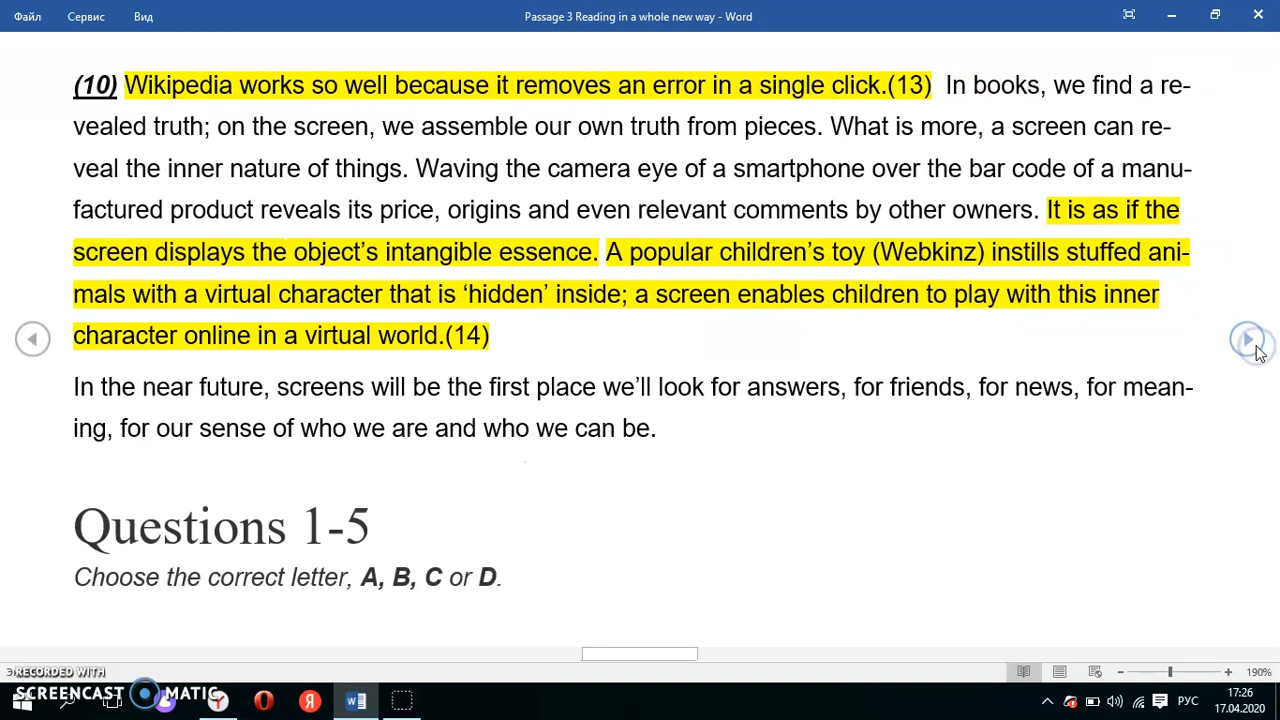 Файл Сервис Вид Passage 3 Reading in a whole new way - Word
(10) Wikipedia works so well because it removes an error in a single click.(13) In books, we find a re-
vealed truth; on the screen, we assemble our own truth from pieces. What is more, a screen can re-
veal the inner nature of things. Waving the camera eye of a smartphone over the bar code of a manu-
factured product reveals its price, origins and even relevant comments by other owners. It is as if the
screen displays the object’s intangible essence. A popular children’s toy (Webkinz) instills stuffed ani-
mals with a virtual character that is ‘hidden’ inside; a screen enables children to play with this inner
character online in a virtual world.(14)
In the near future, screens will be the first place we’ll look for answers, for friends, for news, for mean-
ing, for our sense of who we are and who we can be.
Questions 1-5
Choose the correct letter, A, B, C or D.
190%
RECORDED WITH
SCREENCAST MATIC
РУС
17:26
17.04.2020